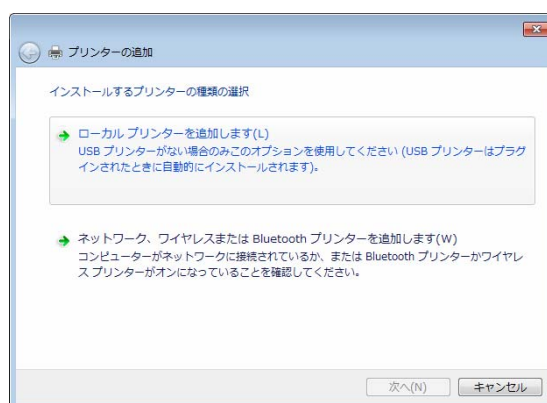 プリンターの追加
インストールするプリンターの種類の選択
ローカル プリンターを追加します(L)
USB プリンターがない場合のみこのオプションを使用してください (USB プリンターはプラグ
インされたときに自動的にインストールされます)。
ネットワーク、ワイヤレスまたは Bluetooth プリンターを追加します(W)
コンピューターがネットワークに接続されているか、または Bluetooth プリンターかワイヤレ
ス プリンターがオンになっていることを確認してください。
次へ(N) キャンセル